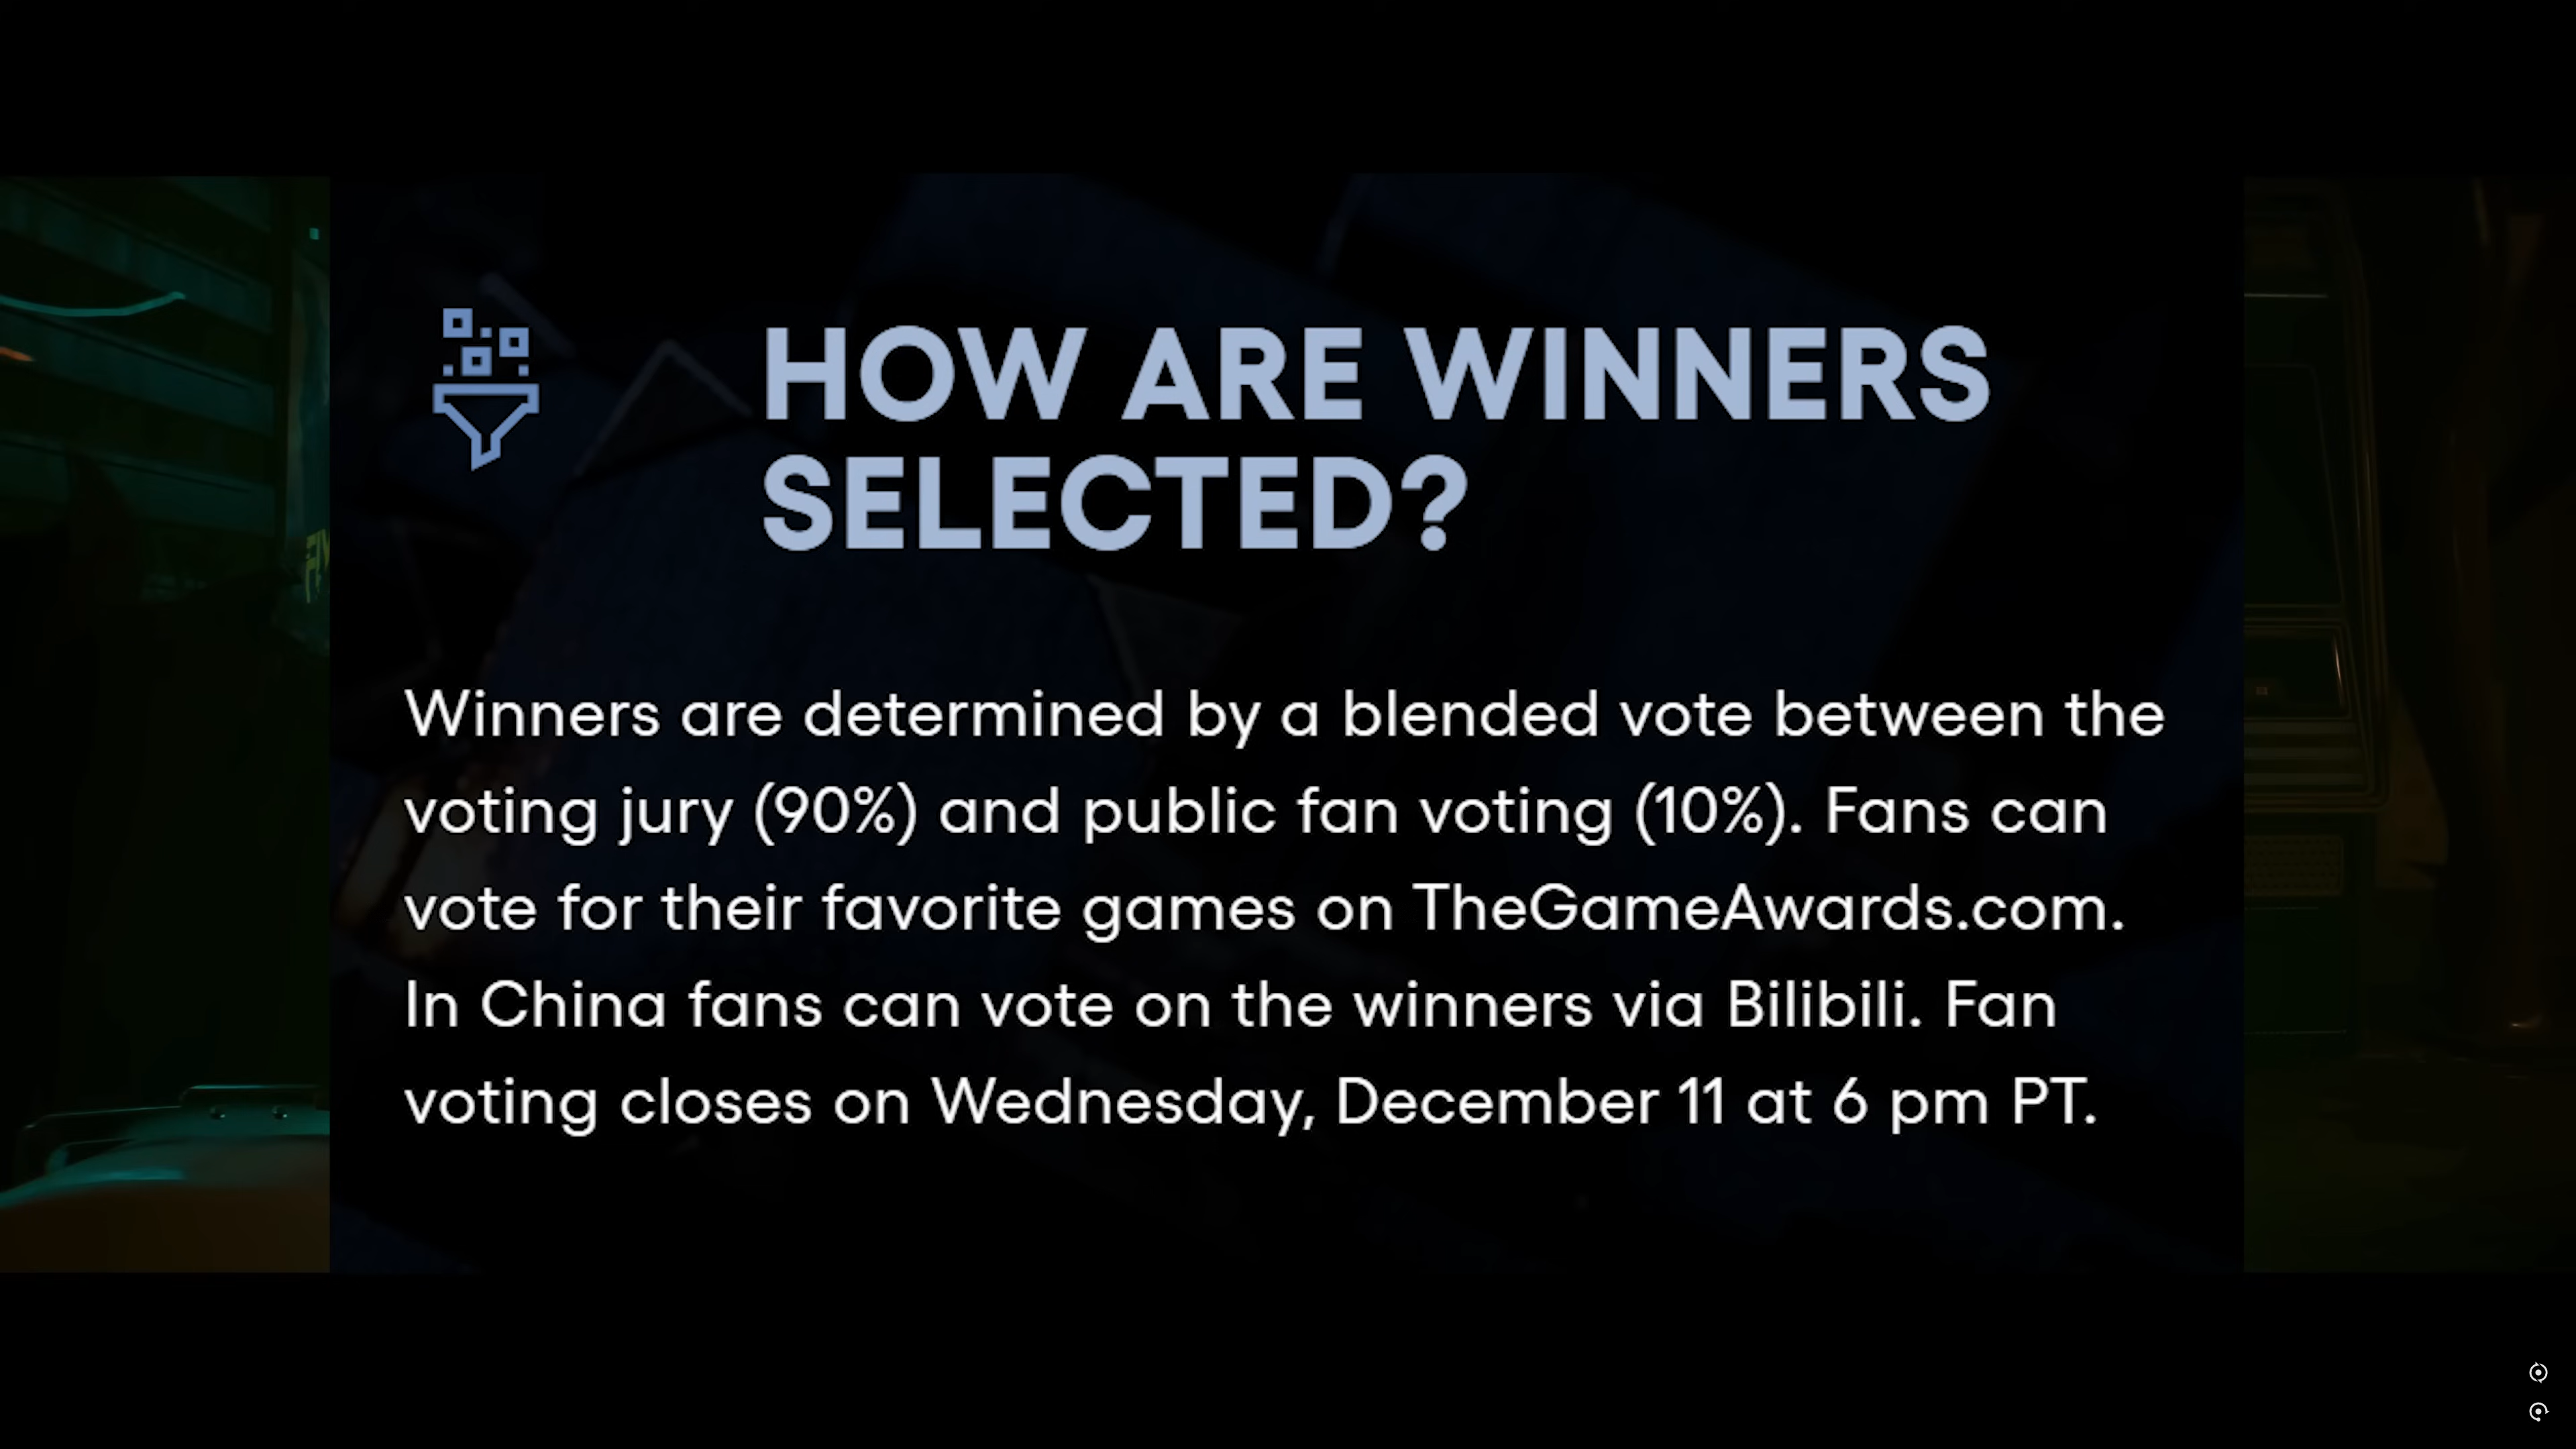 HOW ARE WINNERS
SELECTED?
Winners are determined by a blended vote between the
voting jury (90%) and public fan voting (10%). Fans can
vote for their favorite games on TheGameAwards.com.
In China fans can vote on the winners via Bilibili. Fan
voting closes on Wednesday, December 11 at 6 pm PT.